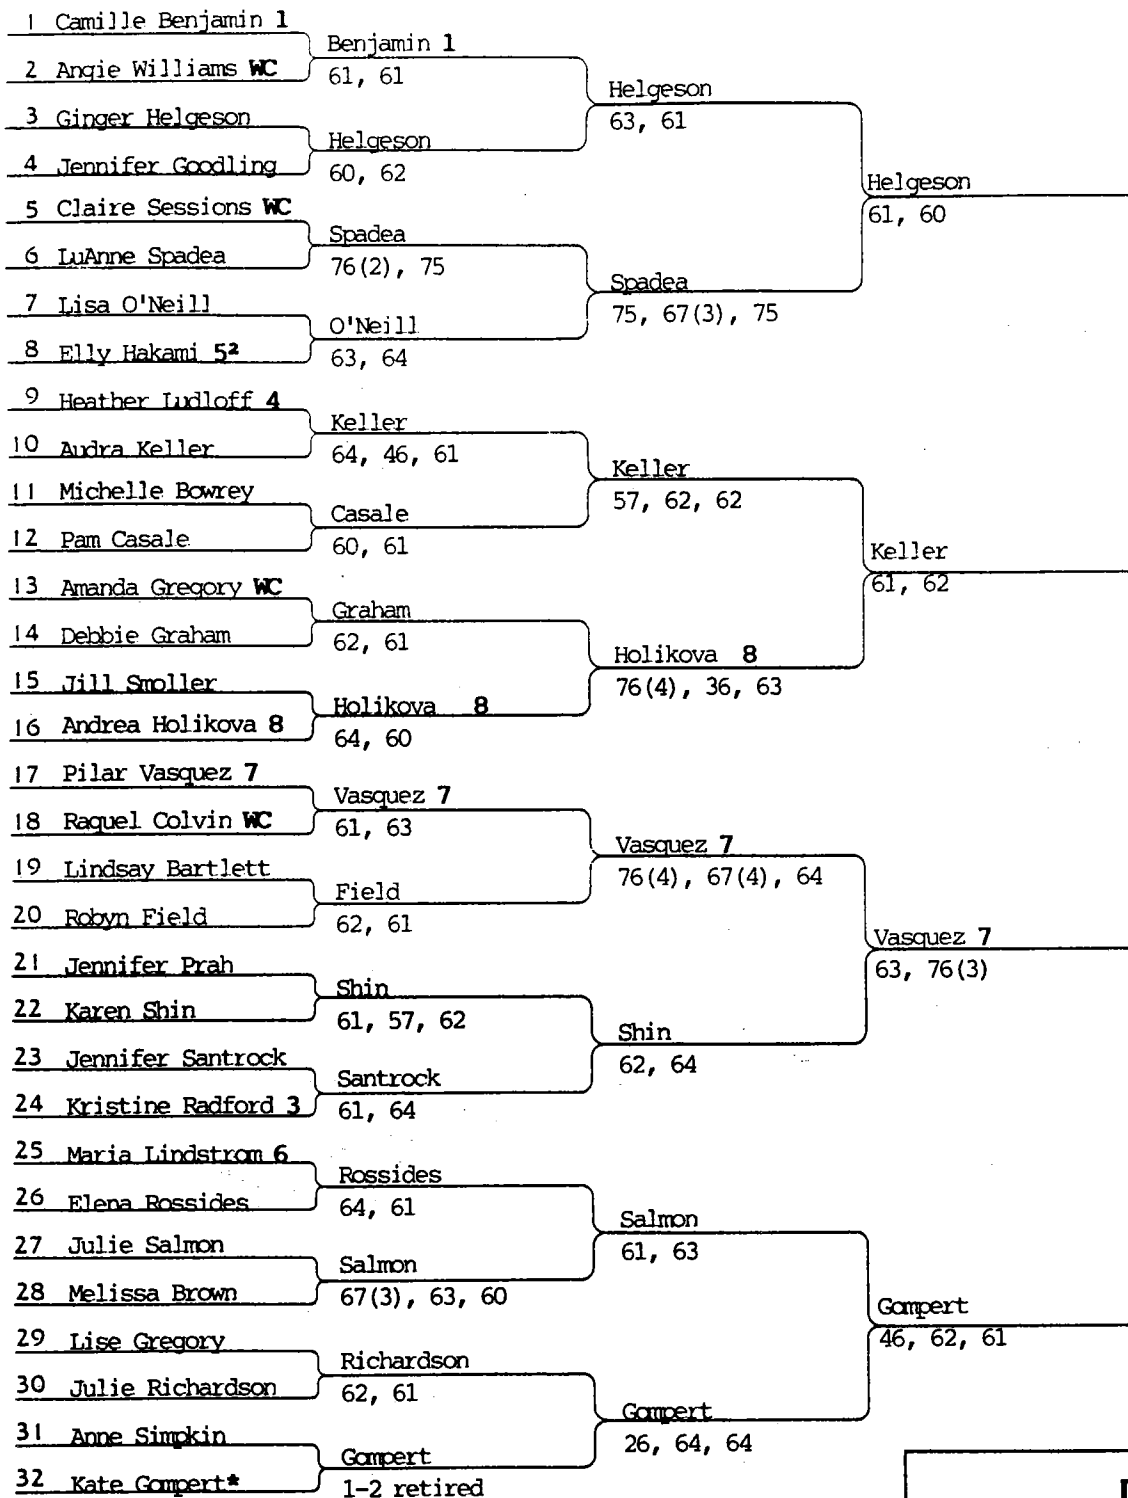 1 Camille Benjamin 1
2 Angie Williams WC
3 Ginger Helgeson
4 Jennifer Goodling
5 Claire Sessions WC
6 LuAnne Spadea
7 Lisa O'Neill
8 Elly Hakami 5²
9 Heather Ludloff 4
10 Audra Keller
11 Michelle Bowrey
12 Pam Casale
13 Amanda Gregory WC
14 Debbie Graham
15 Jill Smoller
16 Andrea Holikova 8
17 Pilar Vasquez 7
18 Raquel Colvin WC
19 Lindsay Bartlett
20 Robyn Field
21 Jennifer Prah
22 Karen Shin
23 Jennifer Santrock
24 Kristine Radford 3
25 Maria Lindstrom 6
26 Elena Rossides
27 Julie Salmon
28 Melissa Brown
29 Lise Gregory
30 Julie Richardson
31 Anne Simpkin
32 Kate Gompert*
Benjamin 1
61, 61
Helgeson
60, 62
Spadea
76(2), 75
O'Neill
63, 64
Keller
64, 46, 61
Casale
60, 61
Graham
62, 61
Holikova 8
64, 60
Vasquez 7
61, 63
Field
62, 61
Shin
61, 57, 62
Santrock
61, 64
Rossides
64, 61
Salmon
67(3), 63, 60
Richardson
62, 61
Gompert
1-2 retired
Helgeson
63, 61
Spadea
75, 67(3), 75
Keller
57, 62, 62
Holikova 8
76(4), 36, 63
Vasquez 7
76(4), 67(4), 64
Shin
62, 64
Salmon
61, 63
Gompert
26, 64, 64
Helgeson
61, 60
Keller
61, 62
Vasquez 7
63, 76(3)
Gompert
46, 62, 61